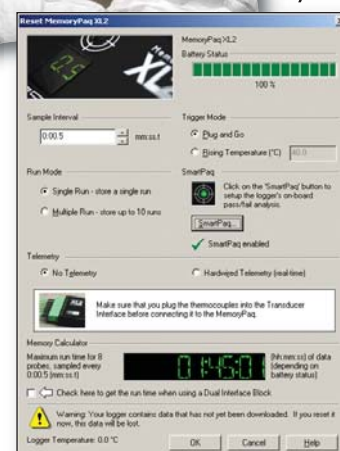 Reset MemoryPaq XL2
MemoryPaq XL2
Battery Status
100 %
Sample Interval
0:00.5 mm:ss.t
Trigger Mode
Plug and Go
Rising Temperature (°C) 40.0
Run Mode
Single Run - store a single run
Multiple Run - store up to 10 runs
SmartPaq
Click on the 'SmartPaq' button to
setup the logger's on-board
pass/fail analysis.
SmartPaq...
SmartPaq enabled
Telemetry
No Telemetry
Hardwired Telemetry (real-time)
Make sure that you plug the thermocouples into the Transducer
Interface before connecting it to the MemoryPaq.
Memory Calculator
Maximum run time for 8
probes, sampled every
0:00.5 (mm:ss.t)
01:45:01
(hh:mm:ss) of data
(depending on
battery status)
Check here to get the run time when using a Dual Interface Block
Warning: Your logger contains data that has not yet been downloaded. If you reset it
now, this data will be lost.
Logger Temperature: 0.0 °C
OK
Cancel
Help